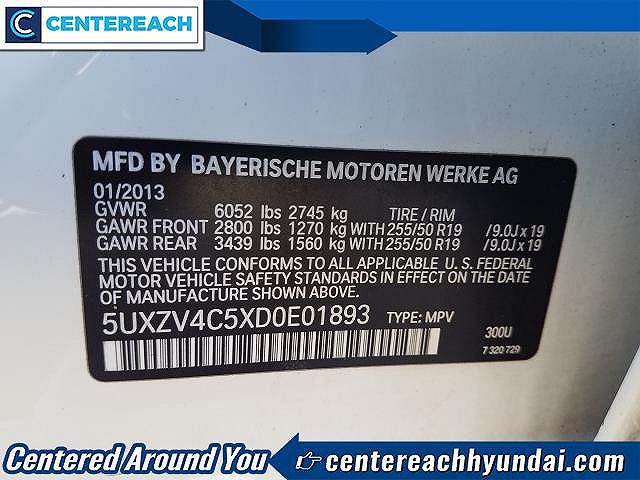 C CENTEREACH
MFD BY BAYERISCHE MOTOREN WERKE AG
01/2013
GVWR 6052 lbs 2745 kg TIRE / RIM
GAWR FRONT 2800 lbs 1270 kg WITH 255/50 R19 /9.0J x 19
GAWR REAR 3439 lbs 1560 kg WITH 255/50 R19 /9.0J x 19
THIS VEHICLE CONFORMS TO ALL APPLICABLE U. S. FEDERAL
MOTOR VEHICLE SAFETY STANDARDS IN EFFECT ON THE DATE
OF MANUFACTURE SHOWN ABOVE.
5UXZV4C5XD0E01893 TYPE: MPV
300U
7 320 729
Centered Around You centereachhyundai.com